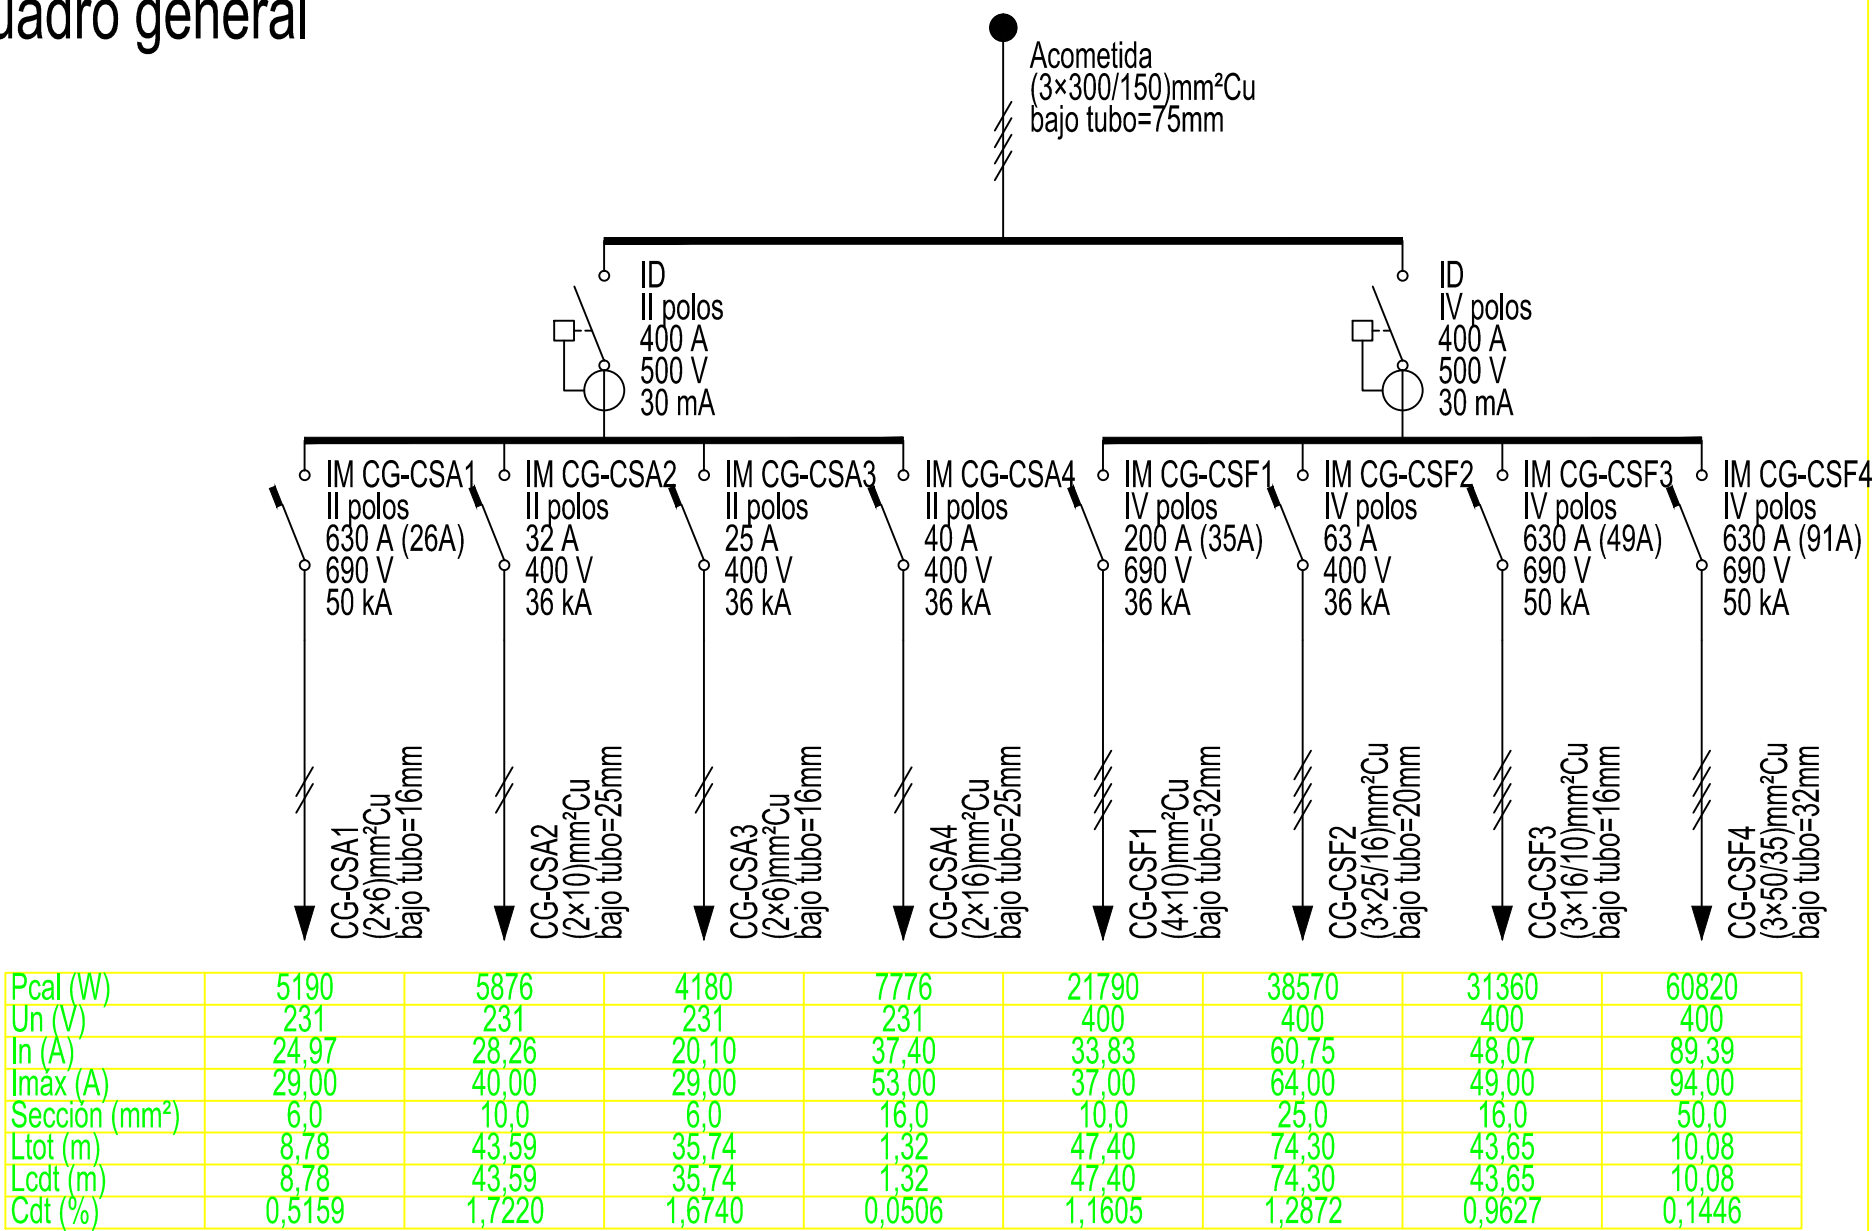 uadro general
Acometida
(3×300/150)mm²Cu
bajo tubo=75mm
ID
II polos
400 A
500 V
30 mA
ID
IV polos
400 A
500 V
30 mA
IM CG-CSA1
II polos
630 A (26A)
690 V
50 kA
IM CG-CSA2
II polos
32 A
400 V
36 kA
IM CG-CSA3
II polos
25 A
400 V
36 kA
IM CG-CSA4
II polos
40 A
400 V
36 kA
IM CG-CSF1
IV polos
200 A (35A)
690 V
36 kA
IM CG-CSF2
IV polos
63 A
400 V
36 kA
IM CG-CSF3
IV polos
630 A (49A)
690 V
50 kA
IM CG-CSF4
IV polos
630 A (91A)
690 V
50 kA
CG-CSA1
(2×6)mm²Cu
bajo tubo=16mm
CG-CSA2
(2×10)mm²Cu
bajo tubo=25mm
CG-CSA3
(2×6)mm²Cu
bajo tubo=16mm
CG-CSA4
(2×16)mm²Cu
bajo tubo=25mm
CG-CSF1
(4×10)mm²Cu
bajo tubo=32mm
CG-CSF2
(3×25/16)mm²Cu
bajo tubo=20mm
CG-CSF3
(3×16/10)mm²Cu
bajo tubo=16mm
CG-CSF4
(3×50/35)mm²Cu
bajo tubo=32mm
Pcal (W) 5190 5876 4180 7776 21790 38570 31360 60820
Un (V) 231 231 231 231 400 400 400 400
In (A) 24,97 28,26 20,10 37,40 33,83 60,75 48,07 89,39
Imáx (A) 29,00 40,00 29,00 53,00 37,00 64,00 49,00 94,00
Sección (mm²) 6,0 10,0 6,0 16,0 10,0 25,0 16,0 50,0
Ltot (m) 8,78 43,59 35,74 1,32 47,40 74,30 43,65 10,08
Lcdt (m) 8,78 43,59 35,74 1,32 47,40 74,30 43,65 10,08
Cdt (%) 0,5159 1,7220 1,6740 0,0506 1,1605 1,2872 0,9627 0,1446